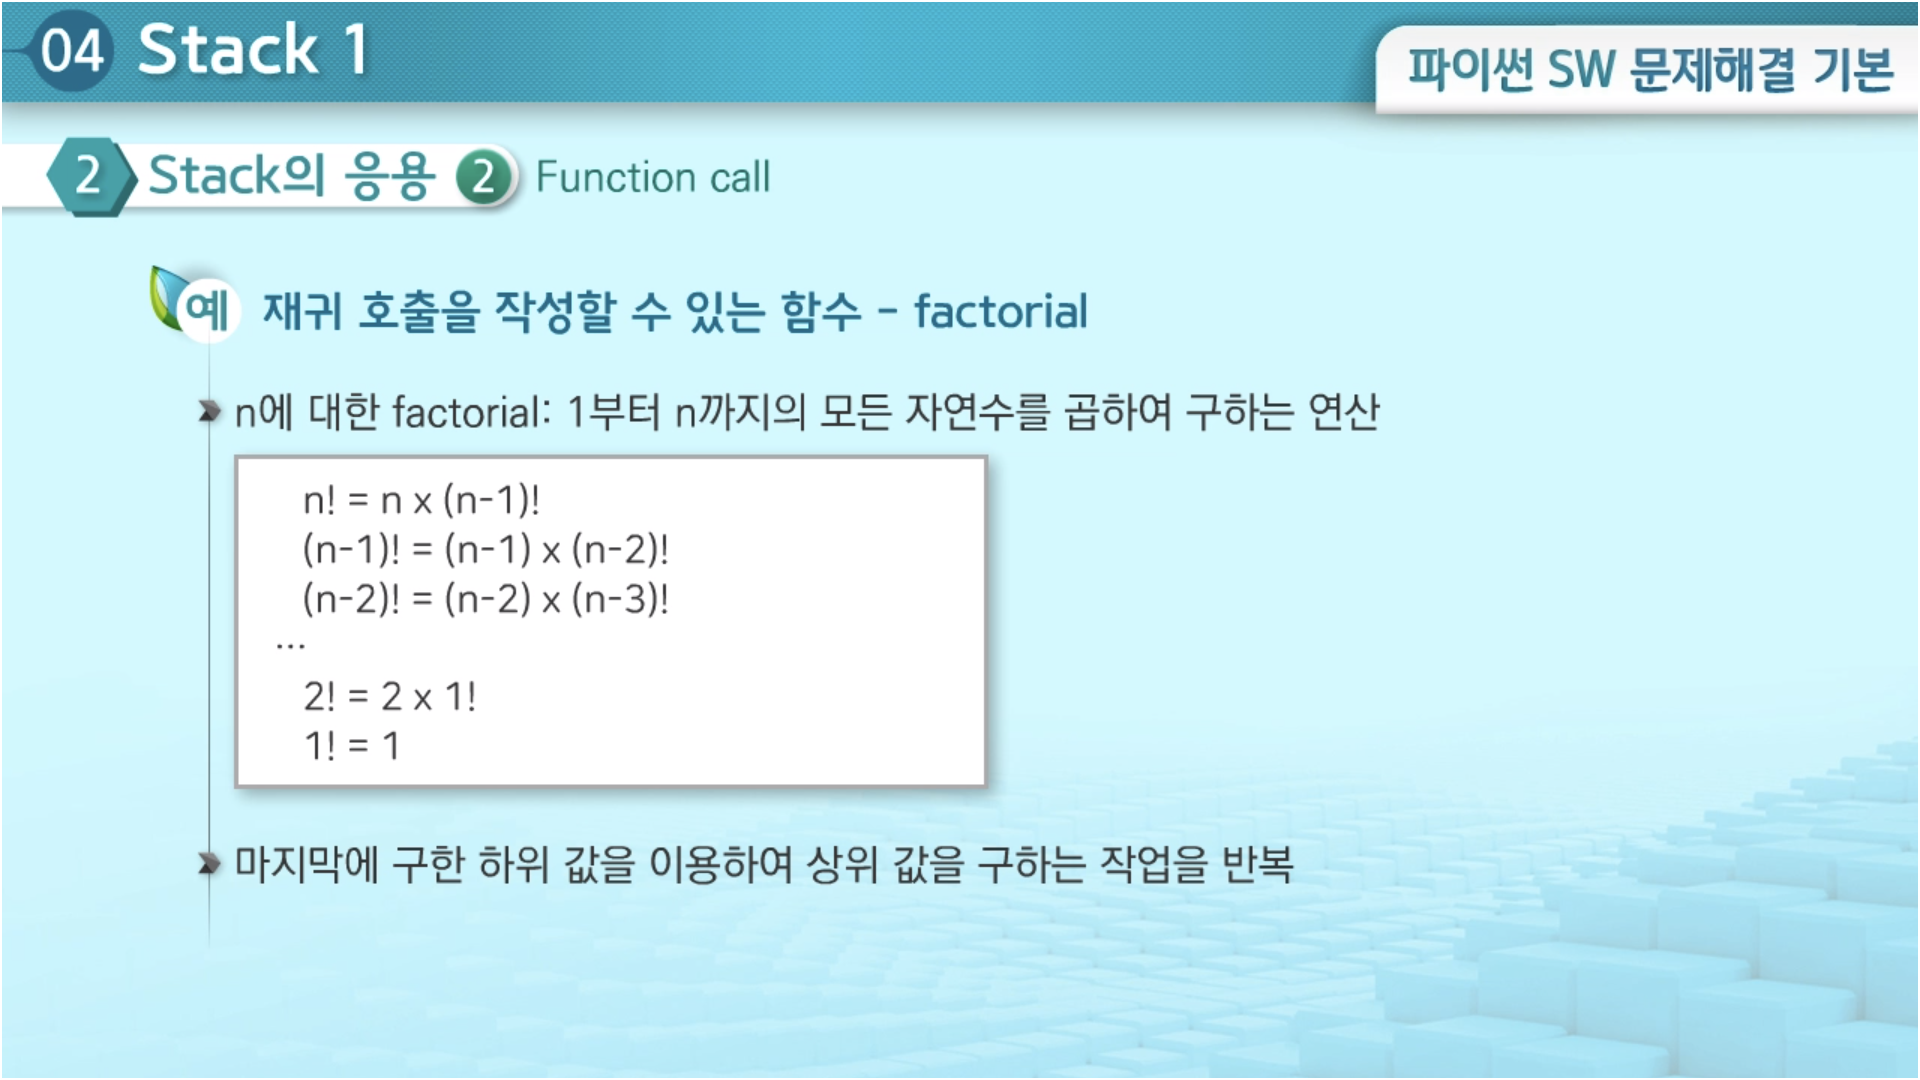 04 Stack 1
파이썬 SW 문제해결 기본
2 Stack의 응용 2 Function call
예 재귀 호출을 작성할 수 있는 함수 - factorial
n에 대한 factorial: 1부터 n까지의 모든 자연수를 곱하여 구하는 연산
n! = n x (n-1)!
(n-1)! = (n-1) x (n-2)!
(n-2)! = (n-2) x (n-3)!
...
2! = 2 x 1!
1! = 1
마지막에 구한 하위 값을 이용하여 상위 값을 구하는 작업을 반복